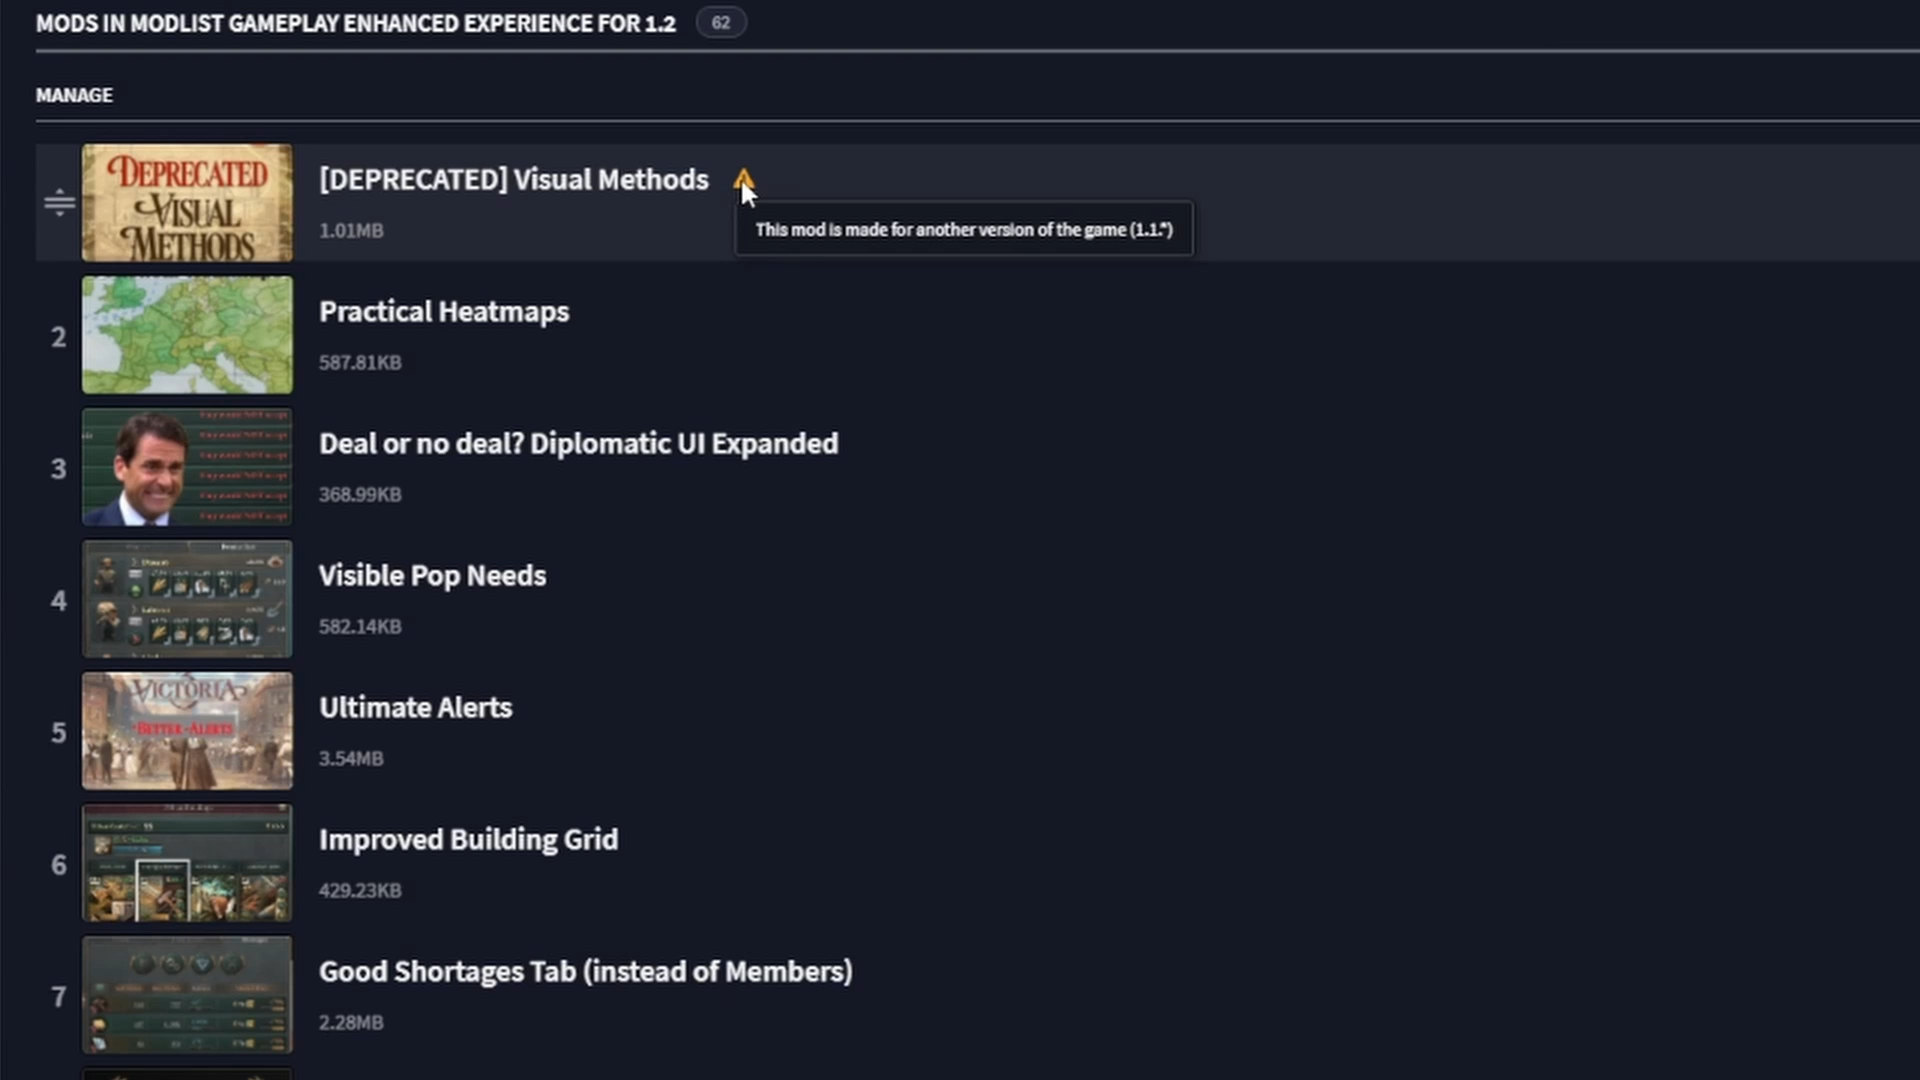 MODS IN MODLIST GAMEPLAY ENHANCED EXPERIENCE FOR 1.2 62
MANAGE
DEPRECATED
VISUAL
METHODS
[DEPRECATED] Visual Methods
1.01MB
This mod is made for another version of the game (1.1.*)
2
Practical Heatmaps
587.81KB
3
Deal or no deal? Diplomatic UI Expanded
368.99KB
4
Visible Pop Needs
582.14KB
5
VICTORIA
BETTER ALERTS
Ultimate Alerts
3.54MB
6
Improved Building Grid
429.23KB
7
Good Shortages Tab (instead of Members)
2.28MB